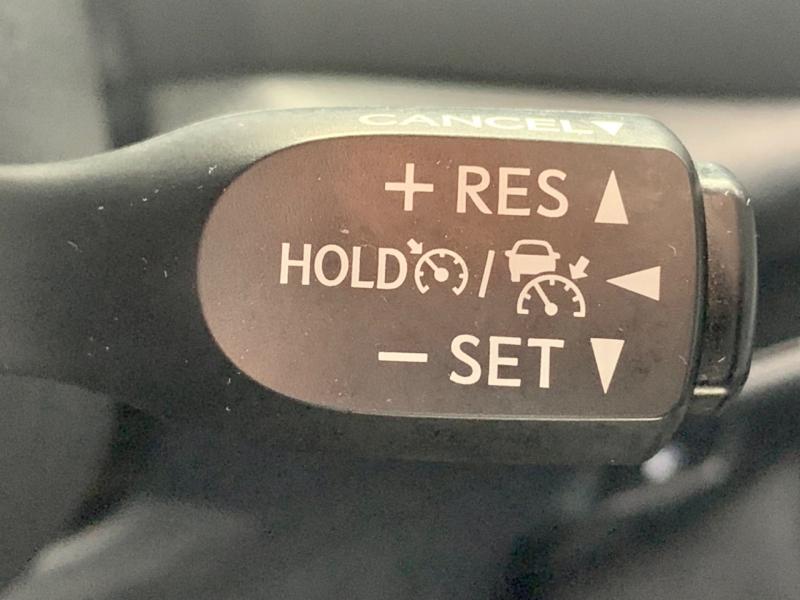 CANCEL▼
+ RES ▲
HOLD / ◀
− SET ▼